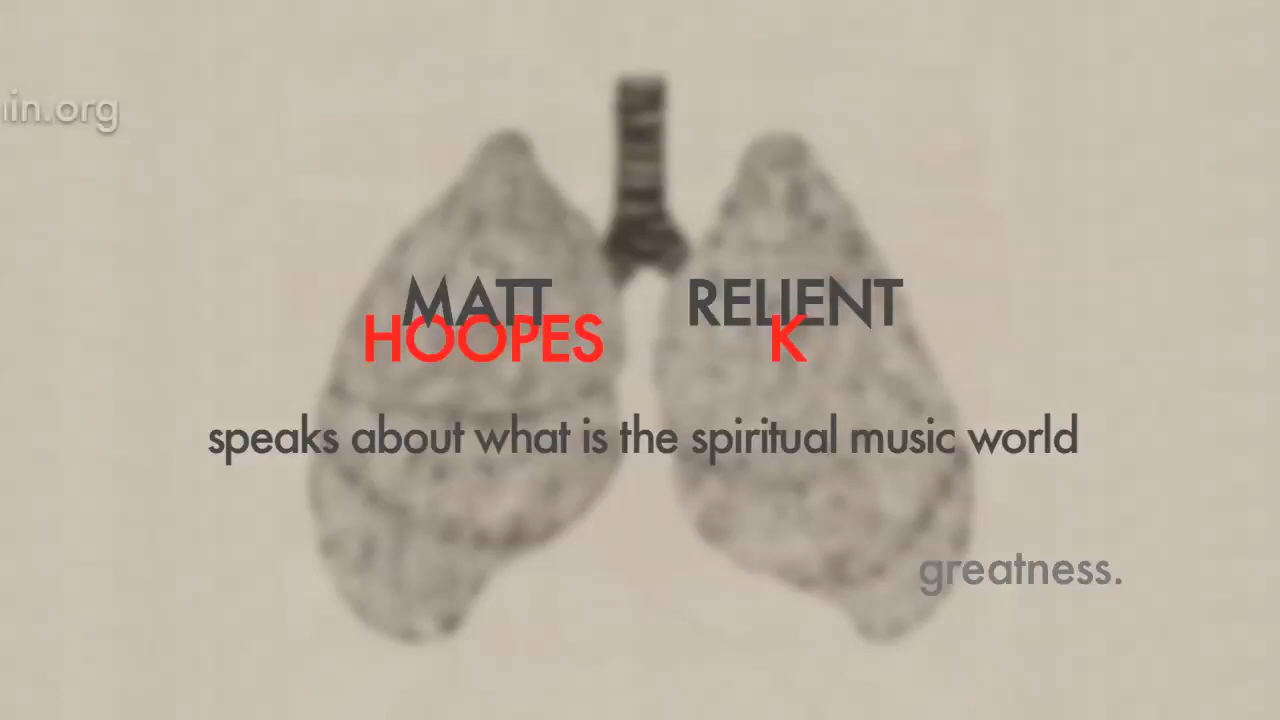 in.org
MATT RELIENT
HOOPES K
speaks about what is the spiritual music world
greatness.